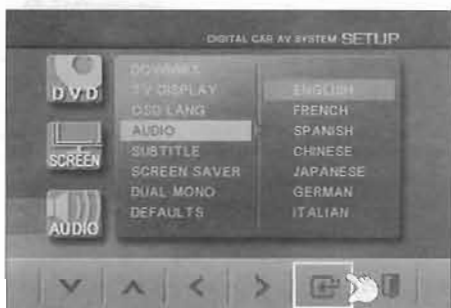 DIGITAL CAR AV SYSTEM SETUP
DVD
SCREEN
AUDIO
DOWNMIX
TV DISPLAY
OSD LANG
AUDIO
SUBTITLE
SCREEN SAVER
DUAL MONO
DEFAULTS
ENGLISH
FRENCH
SPANISH
CHINESE
JAPANESE
GERMAN
ITALIAN